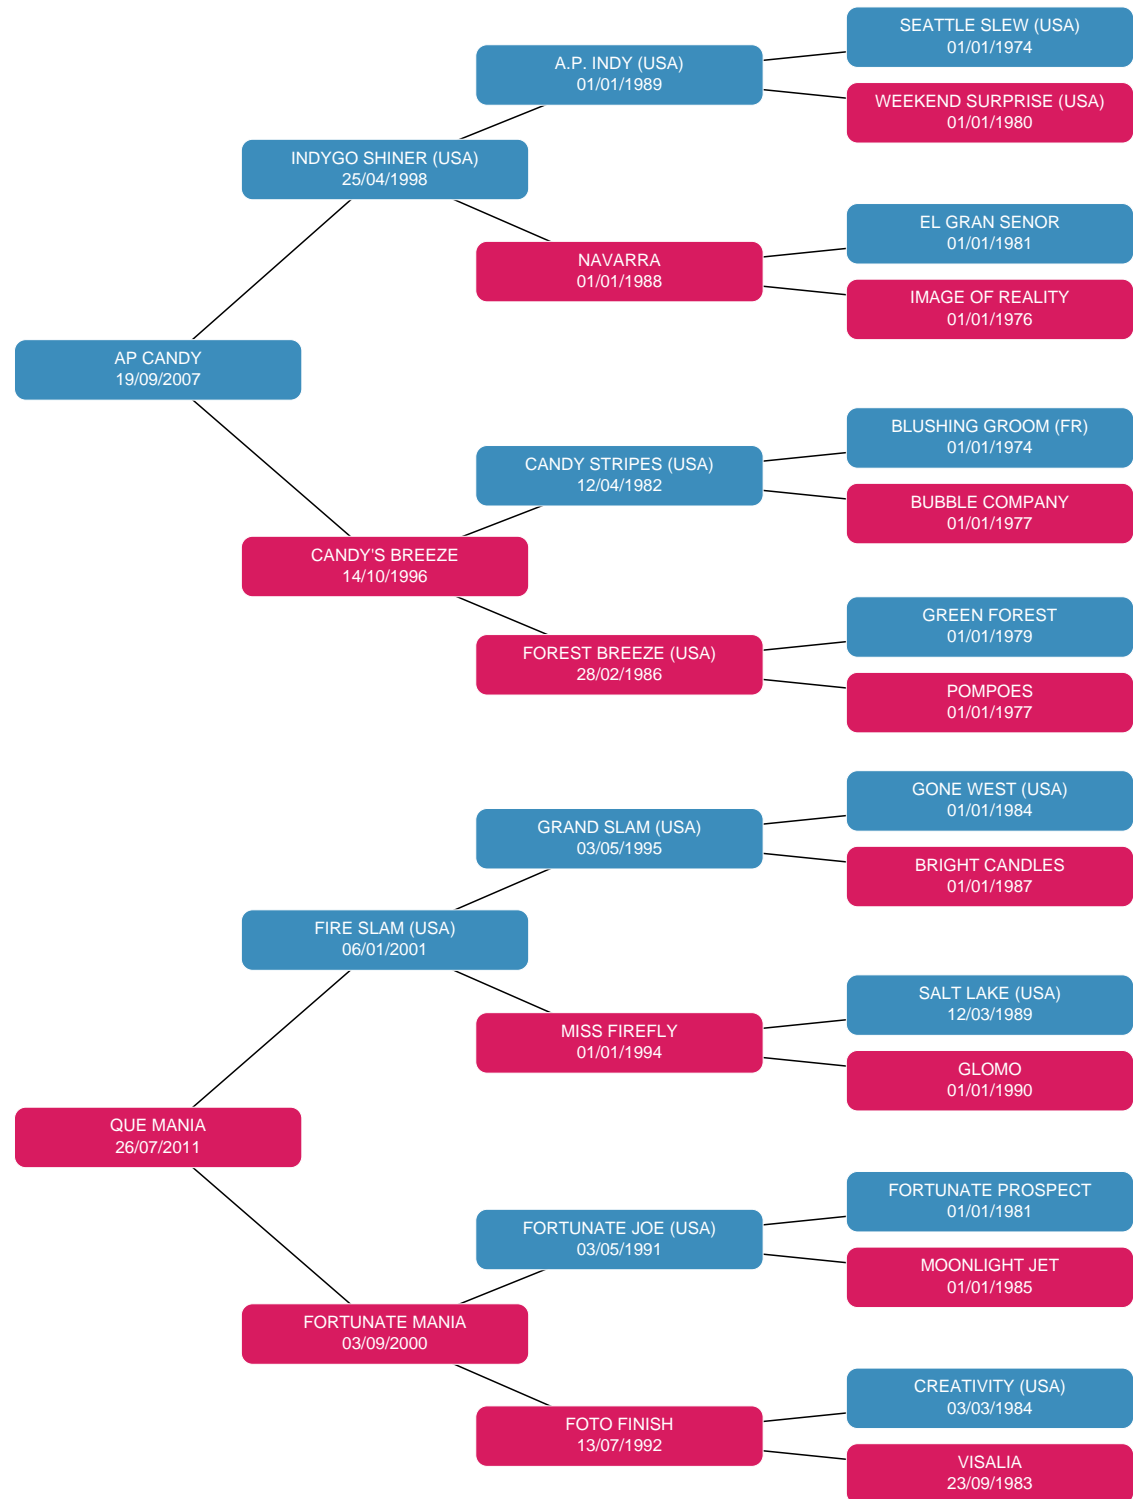 SEATTLE SLEW (USA)
01/01/1974
A.P. INDY (USA)
01/01/1989
WEEKEND SURPRISE (USA)
01/01/1980
INDYGO SHINER (USA)
25/04/1998
EL GRAN SENOR
01/01/1981
NAVARRA
01/01/1988
IMAGE OF REALITY
01/01/1976
AP CANDY
19/09/2007
BLUSHING GROOM (FR)
01/01/1974
CANDY STRIPES (USA)
12/04/1982
BUBBLE COMPANY
01/01/1977
CANDY'S BREEZE
14/10/1996
GREEN FOREST
01/01/1979
FOREST BREEZE (USA)
28/02/1986
POMPOES
01/01/1977
GONE WEST (USA)
01/01/1984
GRAND SLAM (USA)
03/05/1995
BRIGHT CANDLES
01/01/1987
FIRE SLAM (USA)
06/01/2001
SALT LAKE (USA)
12/03/1989
MISS FIREFLY
01/01/1994
GLOMO
01/01/1990
QUE MANIA
26/07/2011
FORTUNATE PROSPECT
01/01/1981
FORTUNATE JOE (USA)
03/05/1991
MOONLIGHT JET
01/01/1985
FORTUNATE MANIA
03/09/2000
CREATIVITY (USA)
03/03/1984
FOTO FINISH
13/07/1992
VISALIA
23/09/1983